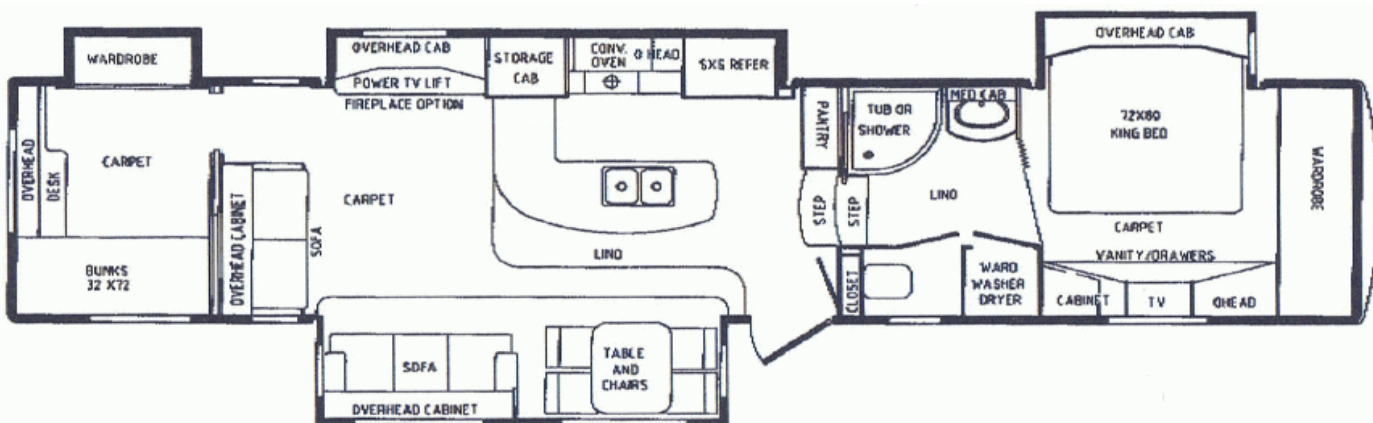 WARDROBE
OVERHEAD
DESK
CARPET
BUNKS
32 X72
OVERHEAD CABINET
SOFA
OVERHEAD CAB
POWER TV LIFT
FIREPLACE OPTION
STORAGE
CAB
CONV.
OVEN
O HEAD
SXS REFER
CARPET
LINO
SOFA
OVERHEAD CABINET
TABLE
AND
CHAIRS
PANTRY
STEP
STEP
TUB OR
SHOWER
MED CAB
LINO
CLOSET
WARD
WASHER
DRYER
OVERHEAD CAB
72X80
KING BED
CARPET
VANITY/DRAWERS
CABINET
TV
OHEAD
WARDROBE